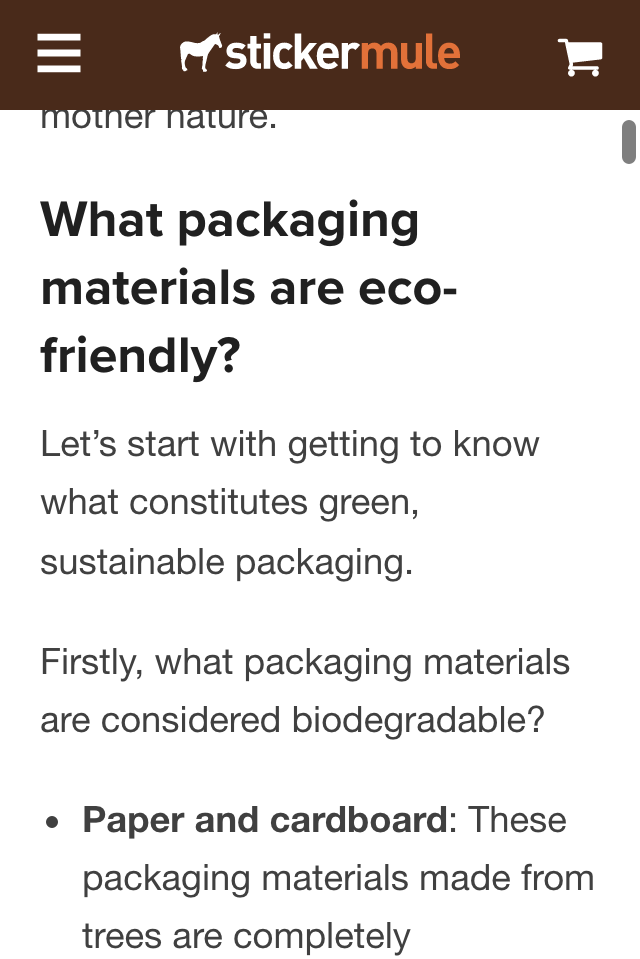 stickermule
mother nature.
What packaging
materials are eco-
friendly?
Let’s start with getting to know
what constitutes green,
sustainable packaging.
Firstly, what packaging materials
are considered biodegradable?
• Paper and cardboard: These
packaging materials made from
trees are completely